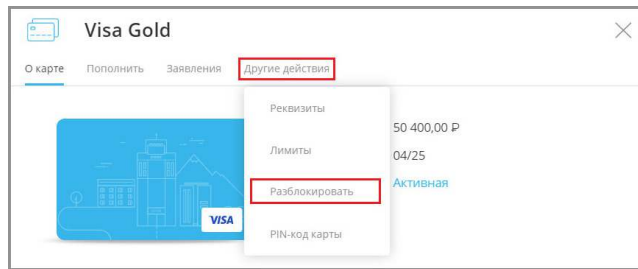 Visa Gold
О карте Пополнить Заявления Другие действия
Реквизиты
50 400,00 ₽
Лимиты
04/25
Разблокировать
Активная
VISA
PIN-код карты